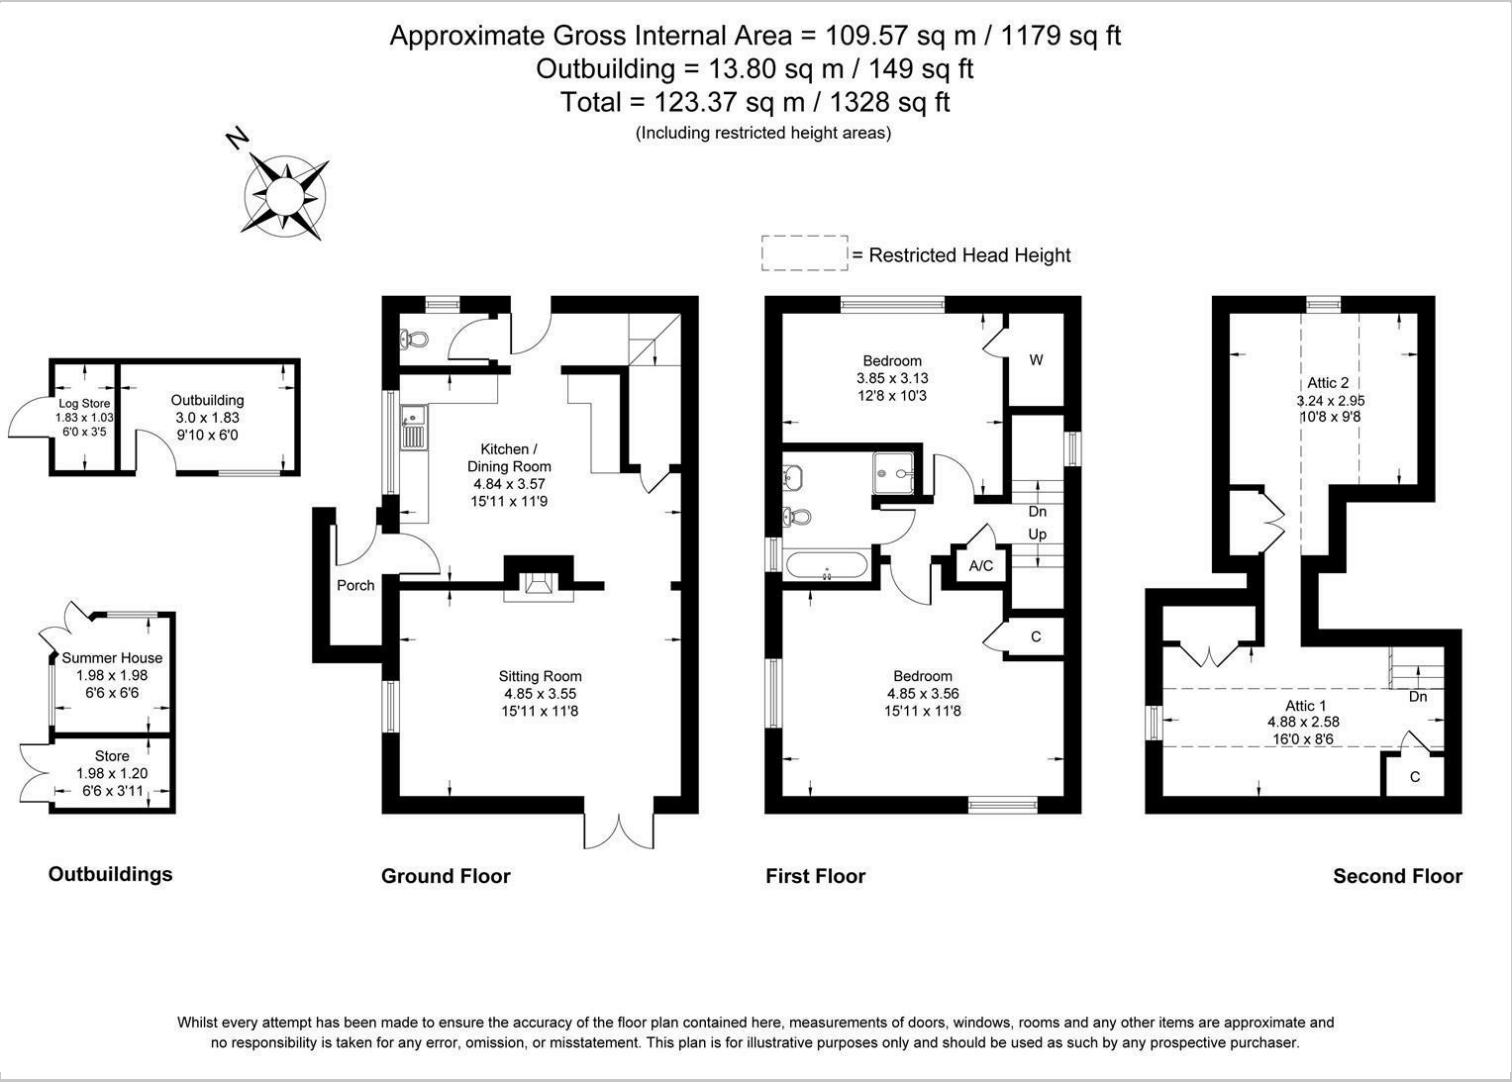 Approximate Gross Internal Area = 109.57 sq m / 1179 sq ft
Outbuilding = 13.80 sq m / 149 sq ft
Total = 123.37 sq m / 1328 sq ft
(Including restricted height areas)
N
= Restricted Head Height
Log Store
1.83 x 1.03
6'0 x 3'5
Outbuilding
3.0 x 1.83
9'10 x 6'0
Summer House
1.98 x 1.98
6'6 x 6'6
Store
1.98 x 1.20
6'6 x 3'11
Outbuildings
Kitchen /
Dining Room
4.84 x 3.57
15'11 x 11'9
Porch
Sitting Room
4.85 x 3.55
15'11 x 11'8
Ground Floor
Bedroom
3.85 x 3.13
12'8 x 10'3
W
Dn
Up
A/C
C
Bedroom
4.85 x 3.56
15'11 x 11'8
First Floor
Attic 2
3.24 x 2.95
10'8 x 9'8
Dn
Attic 1
4.88 x 2.58
16'0 x 8'6
C
Second Floor
Whilst every attempt has been made to ensure the accuracy of the floor plan contained here, measurements of doors, windows, rooms and any other items are approximate and
no responsibility is taken for any error, omission, or misstatement. This plan is for illustrative purposes only and should be used as such by any prospective purchaser.